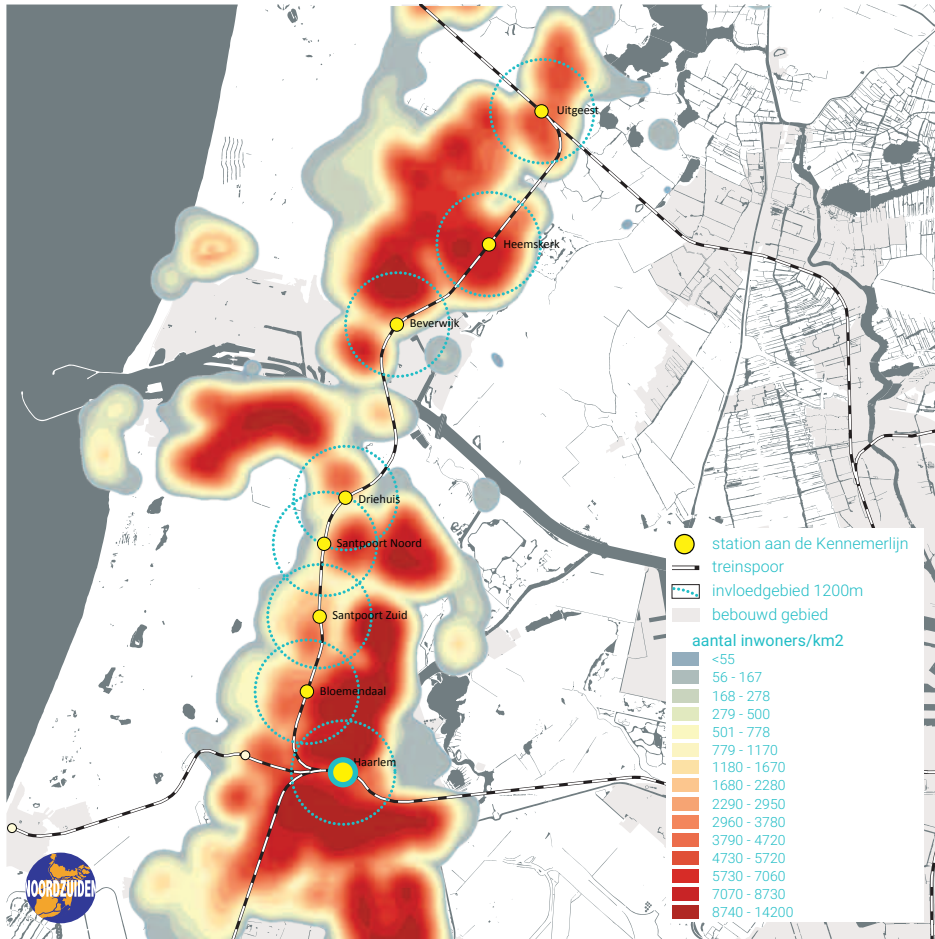 Uitgeest
Heemskerk
Beverwijk
Driehuis
Santpoort Noord
Santpoort Zuid
Bloemendaal
Haarlem
station aan de Kennemerlijn
treinspoor
invloedgebied 1200m
bebouwd gebied
aantal inwoners/km2
<55
56 - 167
168 - 278
279 - 500
501 - 778
779 - 1170
1180 - 1670
1680 - 2280
2290 - 2950
2960 - 3780
3790 - 4720
4730 - 5720
5730 - 7060
7070 - 8730
8740 - 14200
NOORDZUIDEN